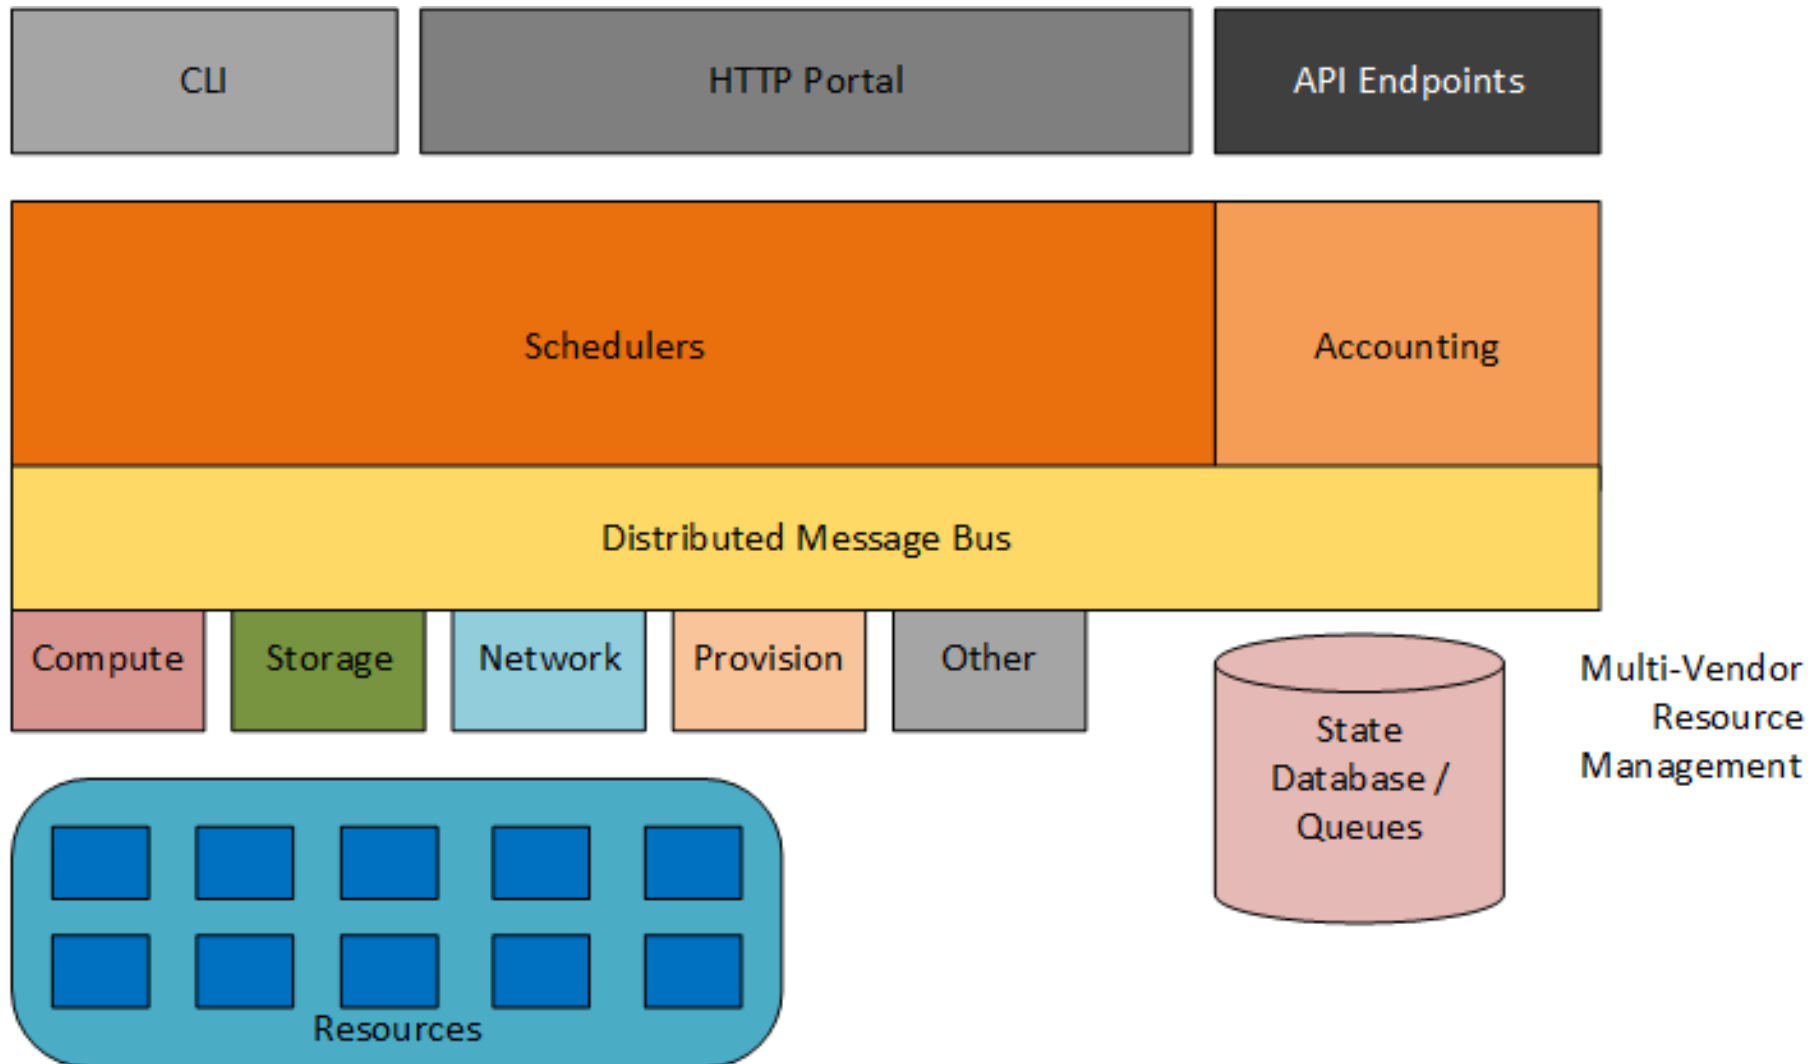 CLI
HTTP Portal
API Endpoints
Schedulers
Accounting
Distributed Message Bus
Compute
Storage
Network
Provision
Other
State
Database /
Queues
Multi-Vendor
Resource
Management
Resources